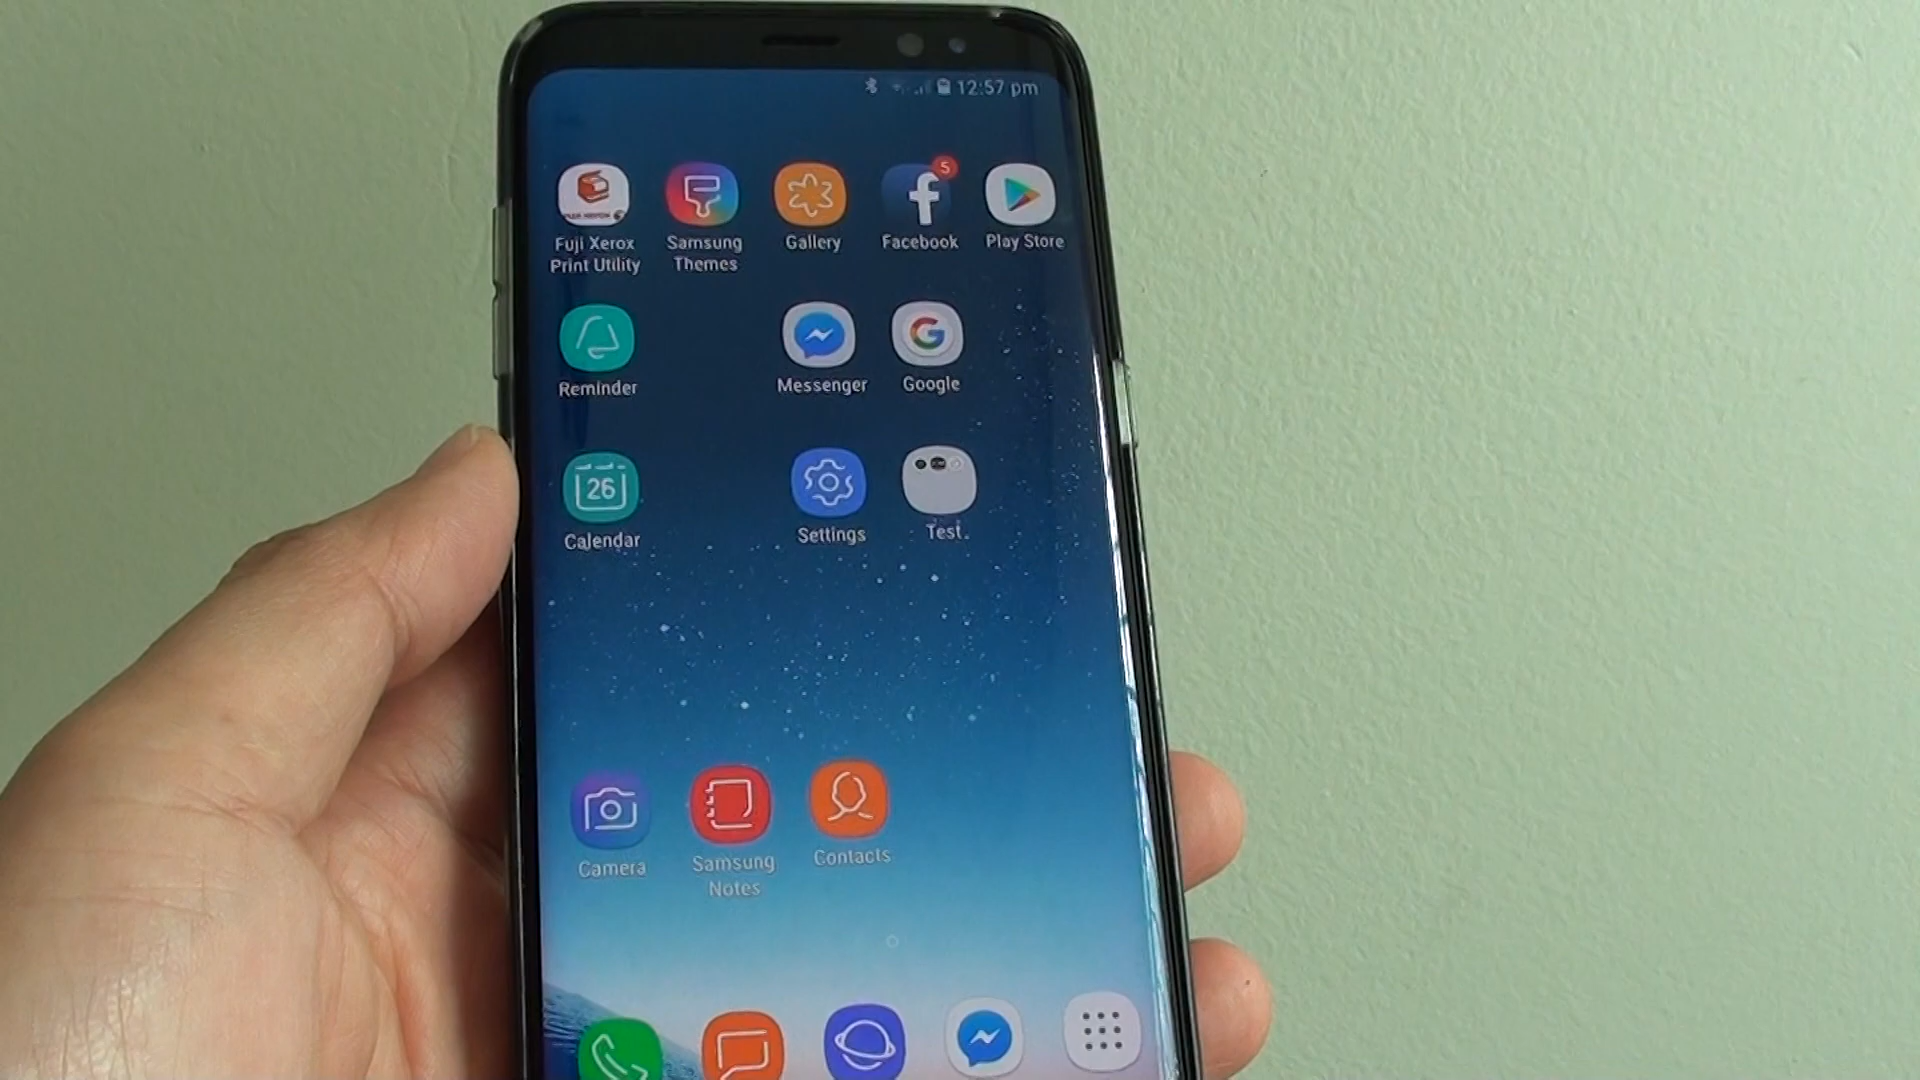 12:57 pm
5
Fuji Xerox
Print Utility
Samsung
Themes
Gallery
Facebook
Play Store
Reminder
Messenger
Google
26
Calendar
Settings
Test
Camera
Samsung
Notes
Contacts